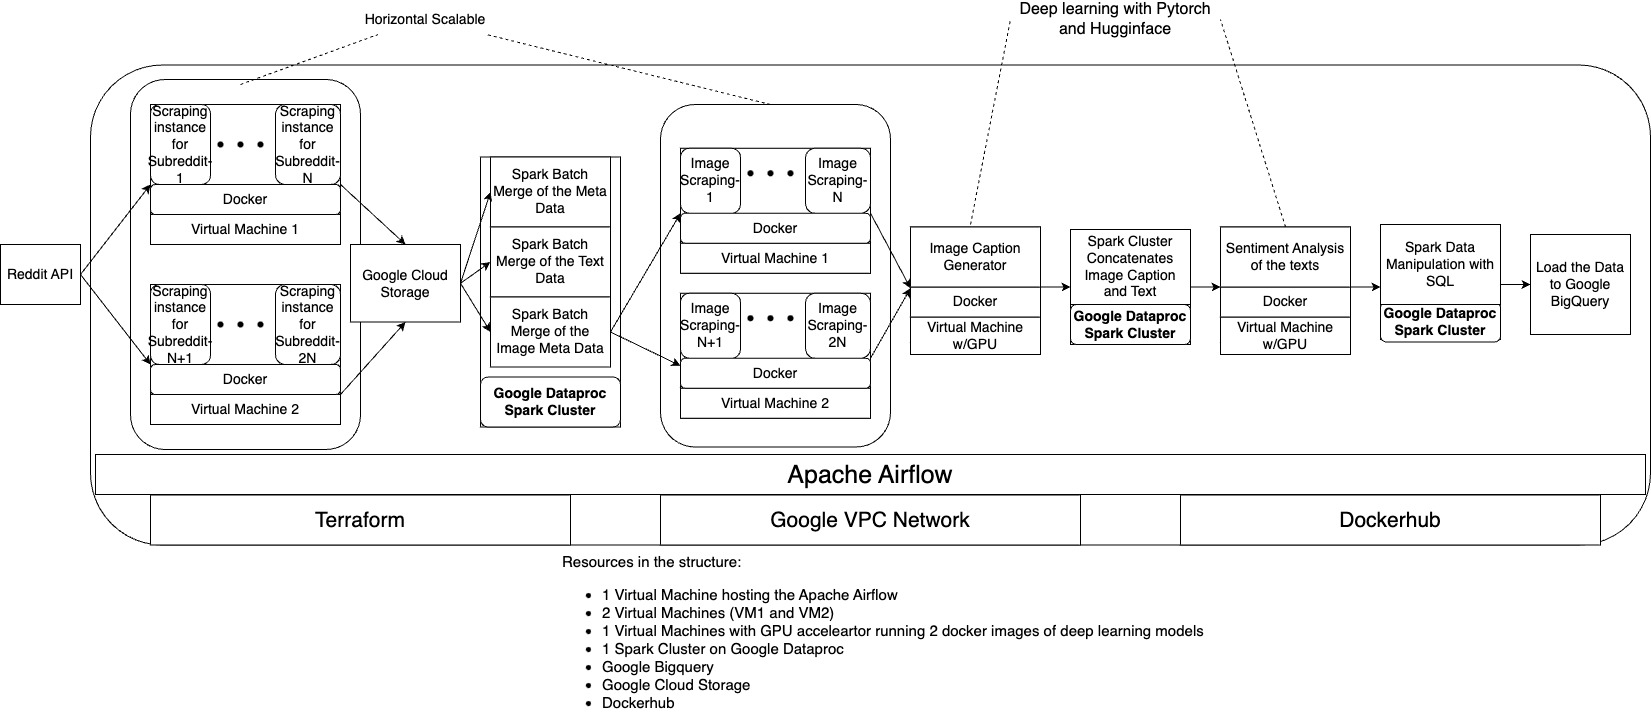 Horizontal Scalable
Deep learning with Pytorch
and Hugginface
Reddit API
Scraping
instance
for
Subreddit-
1
Scraping
instance
for
Subreddit-
N
Docker
Virtual Machine 1
Scraping
instance
for
Subreddit-
N+1
Scraping
instance
for
Subreddit-
2N
Docker
Virtual Machine 2
Google Cloud
Storage
Spark Batch
Merge of the Meta
Data
Spark Batch
Merge of the Text
Data
Spark Batch
Merge of the
Image Meta Data
Google Dataproc
Spark Cluster
Image
Scraping-
1
Image
Scraping-
N
Docker
Virtual Machine 1
Image
Scraping-
N+1
Image
Scraping-
2N
Docker
Virtual Machine 2
Image Caption
Generator
Docker
Virtual Machine
w/GPU
Spark Cluster
Concatenates
Image Caption
and Text
Google Dataproc
Spark Cluster
Sentiment Analysis
of the texts
Docker
Virtual Machine
w/GPU
Spark Data
Manipulation with
SQL
Google Dataproc
Spark Cluster
Load the Data
to Google
BigQuery
Apache Airflow
Terraform
Google VPC Network
Dockerhub
Resources in the structure:
• 1 Virtual Machine hosting the Apache Airflow
• 2 Virtual Machines (VM1 and VM2)
• 1 Virtual Machines with GPU acceleartor running 2 docker images of deep learning models
• 1 Spark Cluster on Google Dataproc
• Google Bigquery
• Google Cloud Storage
• Dockerhub